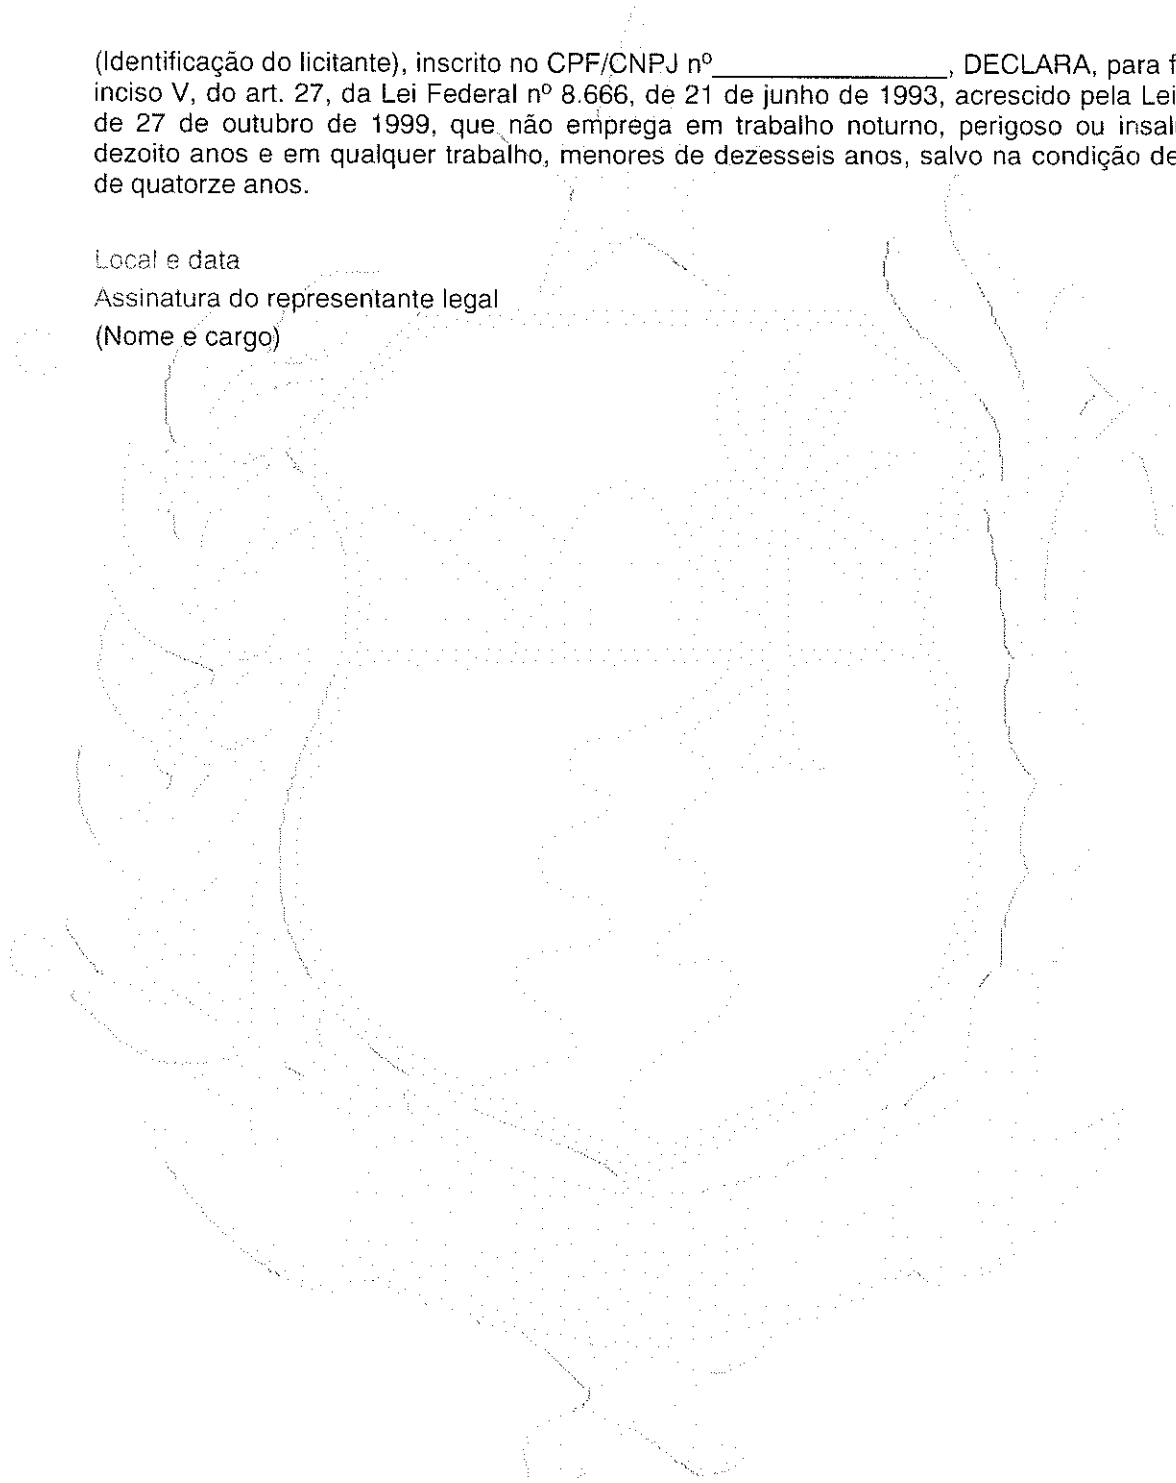 (Identificação do licitante), inscrito no CPF/CNPJ nº________________, DECLARA, para f
inciso V, do art. 27, da Lei Federal nº 8.666, de 21 de junho de 1993, acrescido pela Lei
de 27 de outubro de 1999, que não emprega em trabalho noturno, perigoso ou insal
dezoito anos e em qualquer trabalho, menores de dezesseis anos, salvo na condição de
de quatorze anos.
Local e data
Assinatura do representante legal
(Nome e cargo)